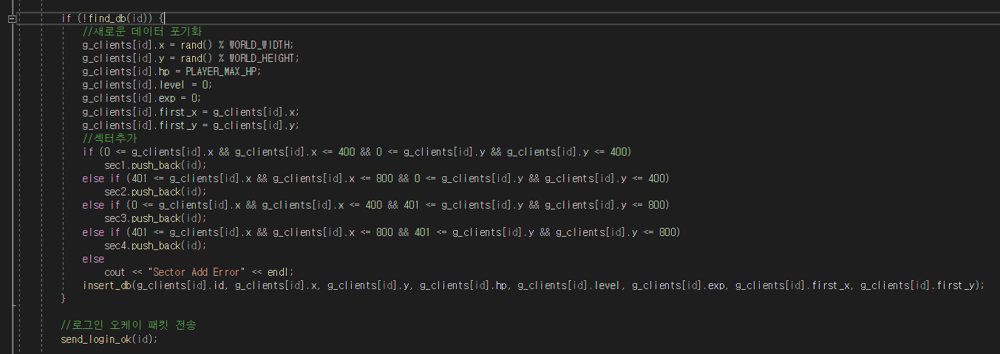 if (!find_db(id)) {
//새로운 데이터 포기화
g_clients[id].x = rand() % WORLD_WIDTH;
g_clients[id].y = rand() % WORLD_HEIGHT;
g_clients[id].hp = PLAYER_MAX_HP;
g_clients[id].level = 0;
g_clients[id].exp = 0;
g_clients[id].first_x = g_clients[id].x;
g_clients[id].first_y = g_clients[id].y;
//섹터추가
if (0 <= g_clients[id].x && g_clients[id].x <= 400 && 0 <= g_clients[id].y && g_clients[id].y <= 400)
sec1.push_back(id);
else if (401 <= g_clients[id].x && g_clients[id].x <= 800 && 0 <= g_clients[id].y && g_clients[id].y <= 400)
sec2.push_back(id);
else if (0 <= g_clients[id].x && g_clients[id].x <= 400 && 401 <= g_clients[id].y && g_clients[id].y <= 800)
sec3.push_back(id);
else if (401 <= g_clients[id].x && g_clients[id].x <= 800 && 401 <= g_clients[id].y && g_clients[id].y <= 800)
sec4.push_back(id);
else
cout << "Sector Add Error" << endl;
insert_db(g_clients[id].id, g_clients[id].x, g_clients[id].y, g_clients[id].hp, g_clients[id].level, g_clients[id].exp, g_clients[id].first_x, g_clients[id].first_y);
}
//로그인 오케이 패킷 전송
send_login_ok(id);